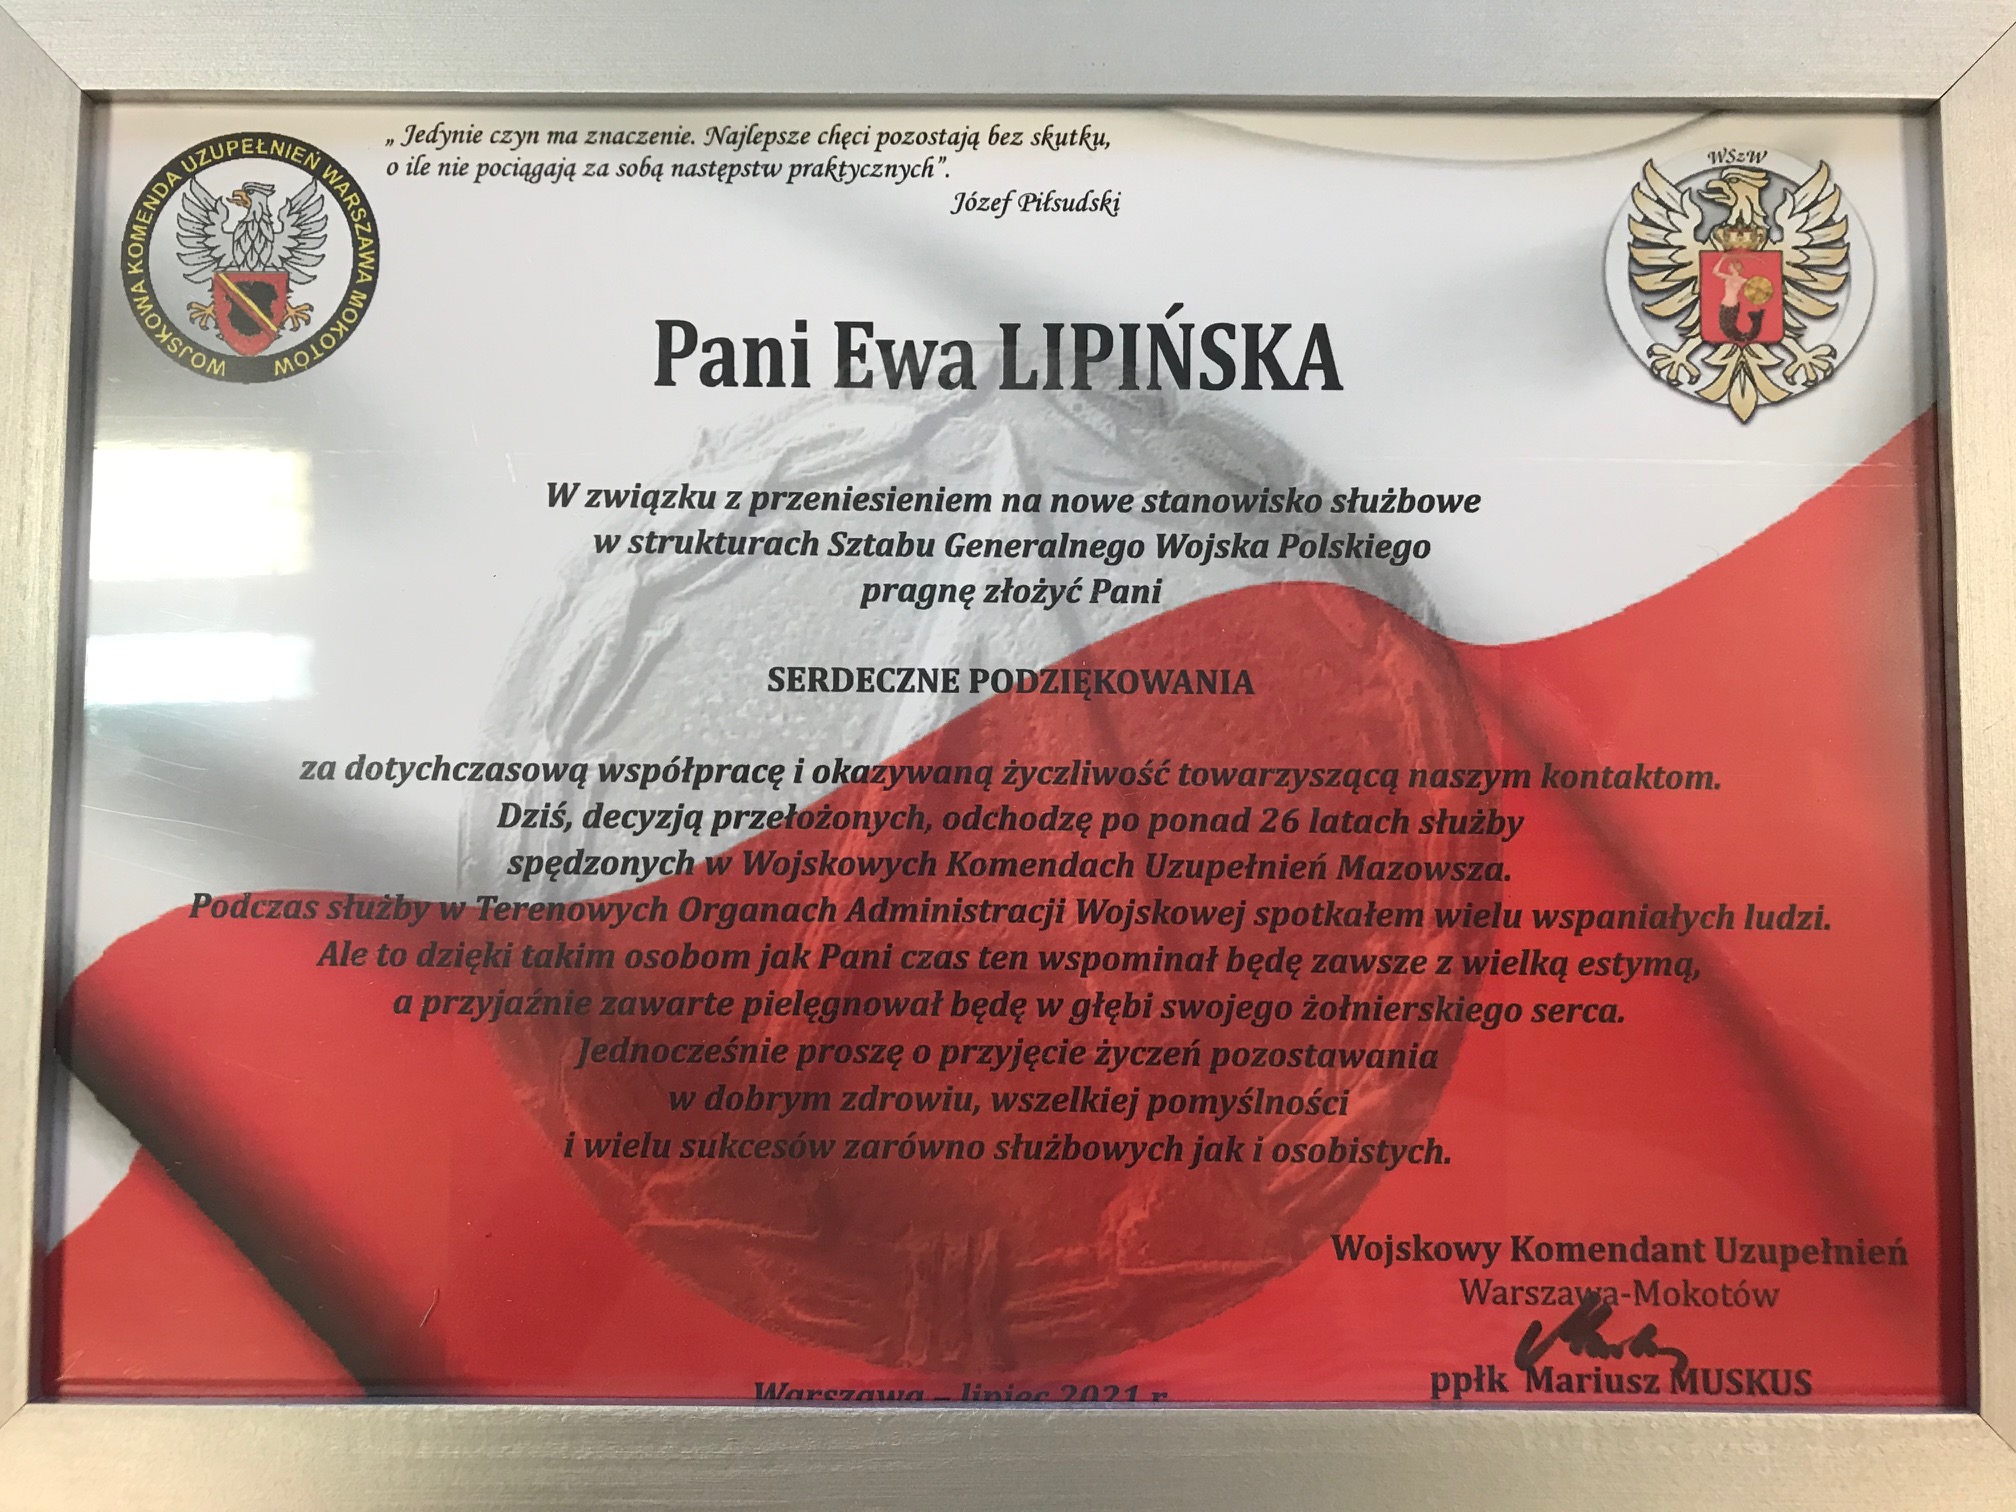 „ Jedynie czyn ma znaczenie. Najlepsze chęci pozostają bez skutku,
o ile nie pociągają za sobą następstw praktycznych”.
Józef Piłsudski
WOJSKOWA KOMENDA UZUPEŁNIEŃ WARSZAWA MOKOTÓW
WSzW
Pani Ewa LIPIŃSKA
W związku z przeniesieniem na nowe stanowisko służbowe
w strukturach Sztabu Generalnego Wojska Polskiego
pragnę złożyć Pani
SERDECZNE PODZIĘKOWANIA
za dotychczasową współpracę i okazywaną życzliwość towarzyszącą naszym kontaktom.
Dziś, decyzją przełożonych, odchodzę po ponad 26 latach służby
spędzonych w Wojskowych Komendach Uzupełnień Mazowsza.
Podczas służby w Terenowych Organach Administracji Wojskowej spotkałem wielu wspaniałych ludzi.
Ale to dzięki takim osobom jak Pani czas ten wspominał będę zawsze z wielką estymą,
a przyjaźnie zawarte pielęgnował będę w głębi swojego żołnierskiego serca.
Jednocześnie proszę o przyjęcie życzeń pozostawania
w dobrym zdrowiu, wszelkiej pomyślności
i wielu sukcesów zarówno służbowych jak i osobistych.
Wojskowy Komendant Uzupełnień
Warszawa-Mokotów
ppłk Mariusz MUSKUS
Warszawa – lipiec 2021 r.